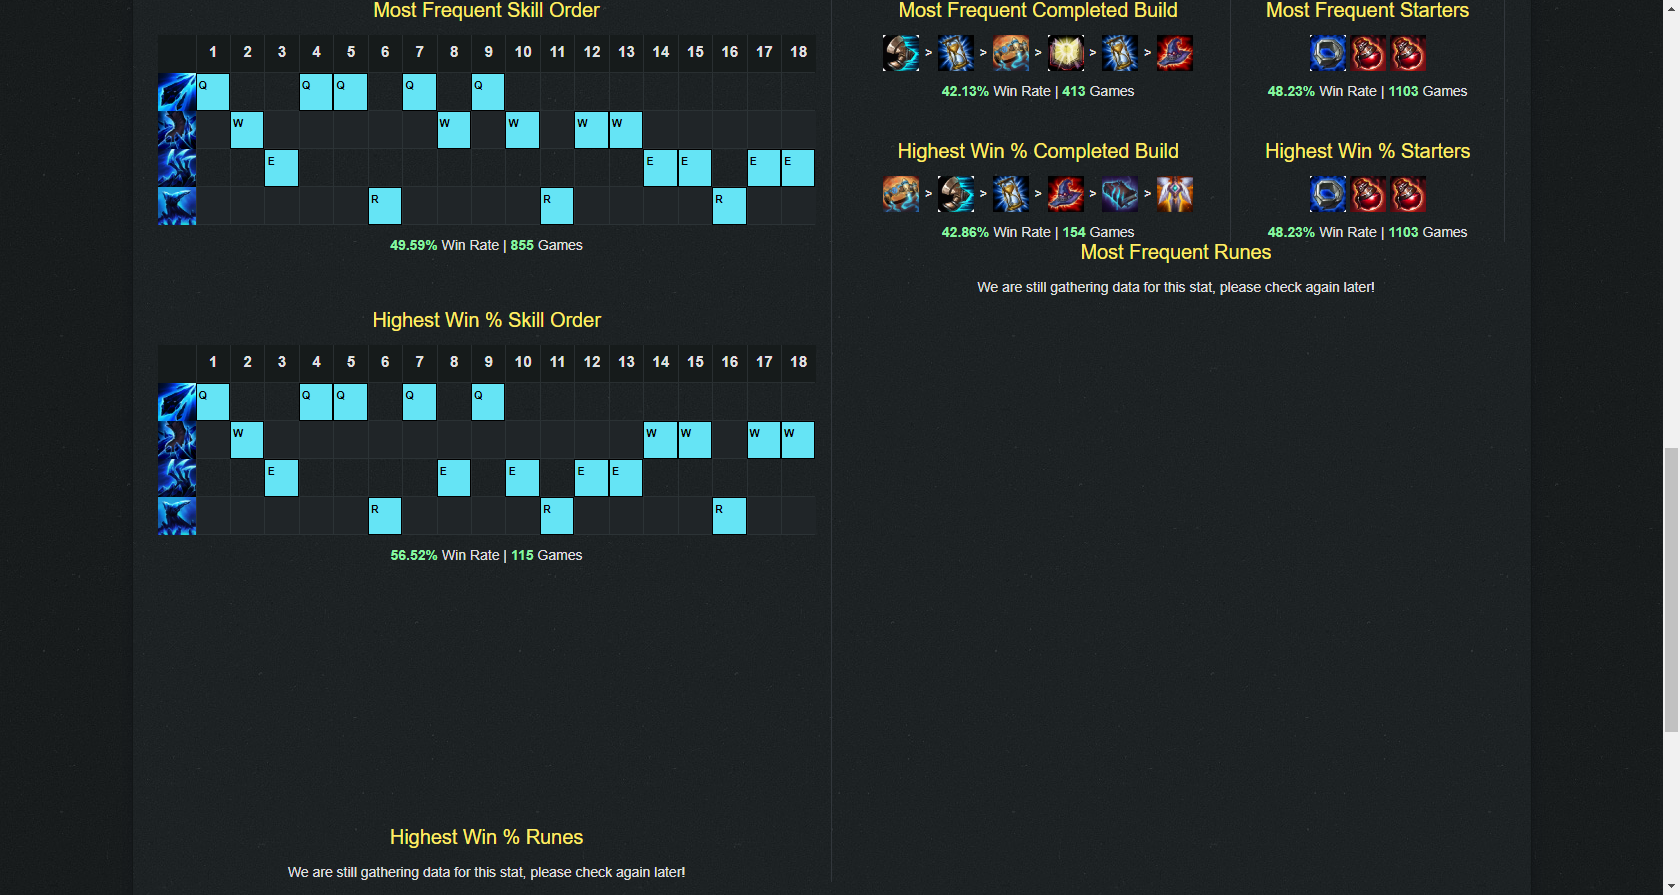 Most Frequent Skill Order
1 2 3 4 5 6 7 8 9 10 11 12 13 14 15 16 17 18
Q Q Q Q Q
W W W W W
E E E E E
R R R
49.59% Win Rate | 855 Games
Highest Win % Skill Order
1 2 3 4 5 6 7 8 9 10 11 12 13 14 15 16 17 18
Q Q Q Q Q
W W W W W
E E E E E
R R R
56.52% Win Rate | 115 Games
Highest Win % Runes
We are still gathering data for this stat, please check again later!
Most Frequent Completed Build
> > > > >
42.13% Win Rate | 413 Games
Highest Win % Completed Build
> > > > >
42.86% Win Rate | 154 Games
Most Frequent Starters
48.23% Win Rate | 1103 Games
Highest Win % Starters
48.23% Win Rate | 1103 Games
Most Frequent Runes
We are still gathering data for this stat, please check again later!